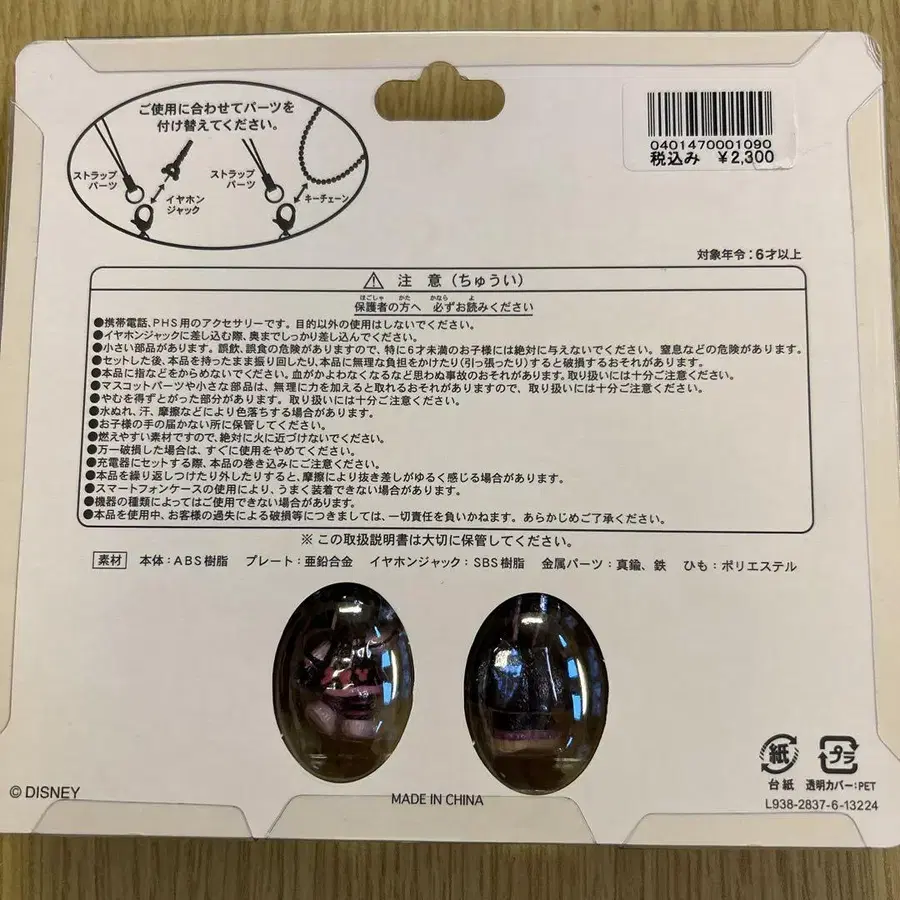 ご使用に合わせてパーツを
付け替えてください。
ストラップ
パーツ
イヤホン
ジャック
ストラップ
パーツ
キーチェーン
0401470001090
税込み ¥2,300
対象年令:6才以上
注 意(ちゅうい)
ほごしゃ かた かなら よ
保護者の方へ 必ずお読みください
●携帯電話、PHS用のアクセサリーです。目的以外の使用はしないでください。
●イヤホンジャックに差し込む際、奥までしっかり差し込んでください。
●小さい部品があります。誤飲、誤食の危険がありますので、特に6才未満のお子様には絶対に与えないでください。窒息などの危険があります。
●セットした後、本品を持ったまま振り回したり、本品に無理な負担をかけたり(引っ張ったり)すると破損するおそれがあります。
●本品に指などをからめないでください。血がかよわなくなるなど思わぬ事故のおそれがあります。取り扱いには十分ご注意ください。
●マスコットパーツや小さな部品は、無理に力を加えると取れるおそれがありますので、取り扱いには十分ご注意ください。
●やむを得ずとがった部分があります。取り扱いには十分ご注意ください。
●水ぬれ、汗、摩擦などにより色落ちする場合があります。
●お子様の手の届かない所に保管してください。
●燃えやすい素材ですので、絶対に火に近づけないでください。
●万一破損した場合は、すぐに使用をやめてください。
●充電器にセットする際、本品の巻き込みにご注意ください。
●本品を繰り返しつけたり外したりすると、摩擦により抜き差しがゆるく感じる場合があります。
●スマートフォンケースの使用により、うまく装着できない場合があります。
●機器の種類によってはご使用できない場合があります。
●本品を使用中、お客様の過失による破損等につきましては、一切責任を負いかねます。あらかじめご了承ください。
※ この取扱説明書は大切に保管してください。
素材 本体:ABS樹脂 プレート:亜鉛合金 イヤホンジャック:SBS樹脂 金属パーツ:真鍮、鉄 ひも:ポリエステル
紙 プラ
台紙 透明カバー:PET
© DISNEY
MADE IN CHINA
L938-2837-6-13224